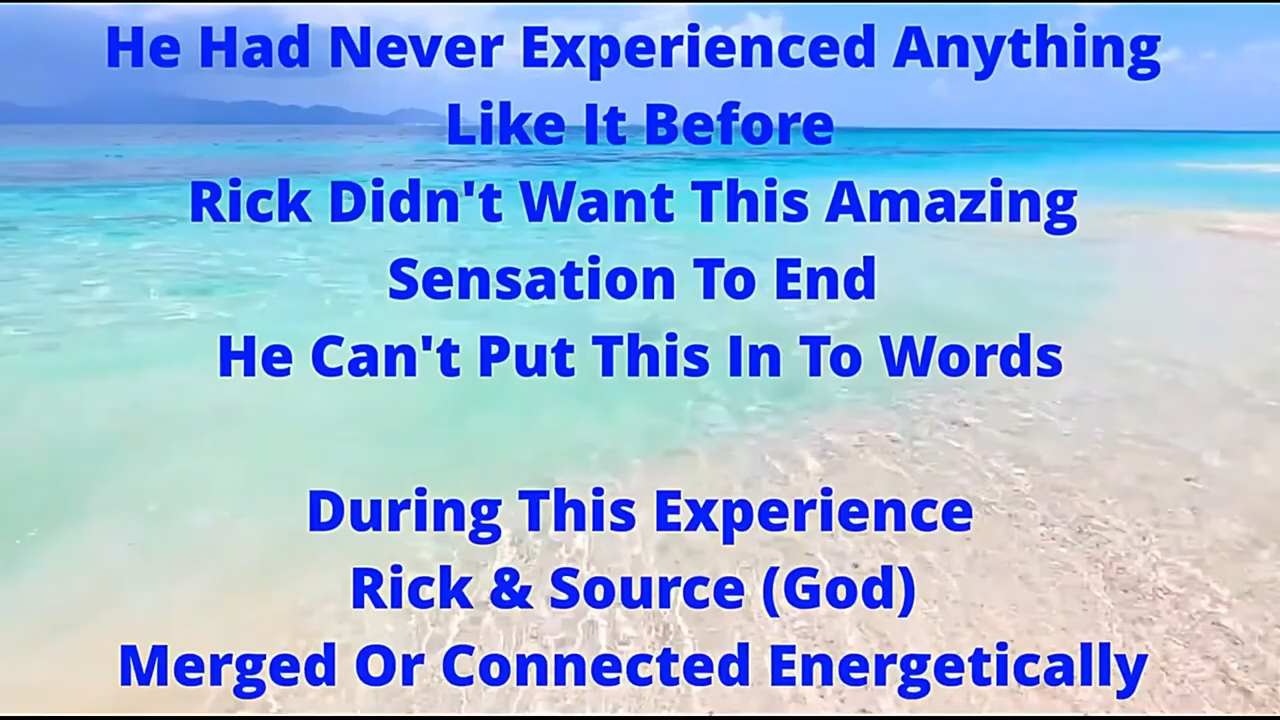 He Had Never Experienced Anything
Like It Before
Rick Didn't Want This Amazing
Sensation To End
He Can't Put This In To Words
During This Experience
Rick & Source (God)
Merged Or Connected Energetically